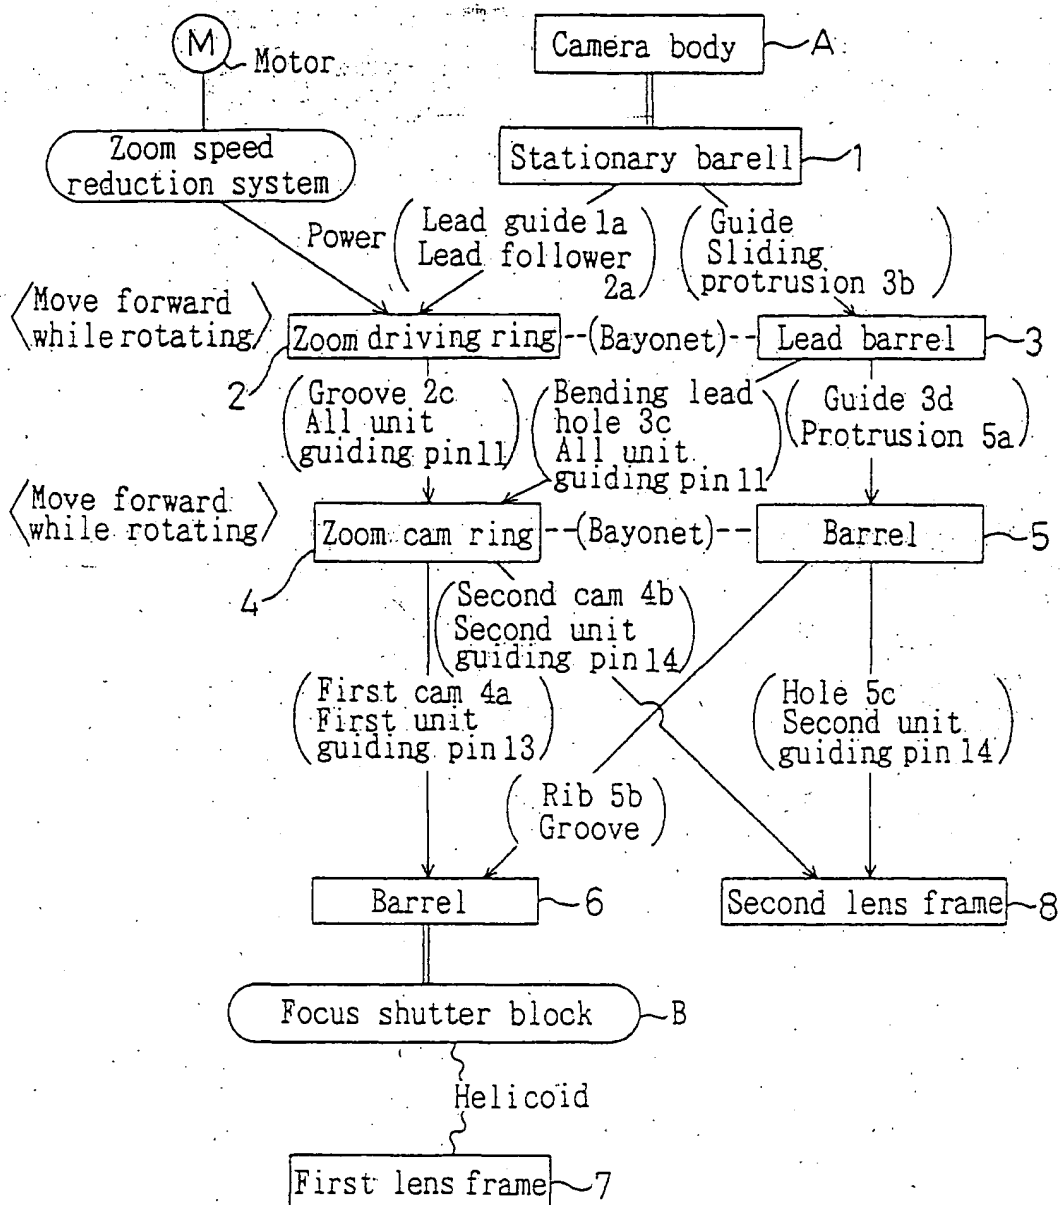 M
Motor
Camera body
A
Zoom speed
reduction system
Stationary barell
1
Power
Lead guide 1a
Lead follower
2a
Guide
Sliding
protrusion 3b
Move forward
while rotating
Zoom driving ring
(Bayonet)
Lead barrel
3
2
Groove 2c
All unit
guiding pin 11
Bending lead
hole 3c
All unit
guiding pin 11
Guide 3d
Protrusion 5a
Move forward
while rotating
Zoom cam ring
(Bayonet)
Barrel
5
4
Second cam 4b
Second unit
guiding pin 14
First cam 4a
First unit
guiding pin 13
Hole 5c
Second unit
guiding pin 14
Rib 5b
Groove
Barrel
6
Second lens frame
8
Focus shutter block
B
Helicoid
First lens frame
7